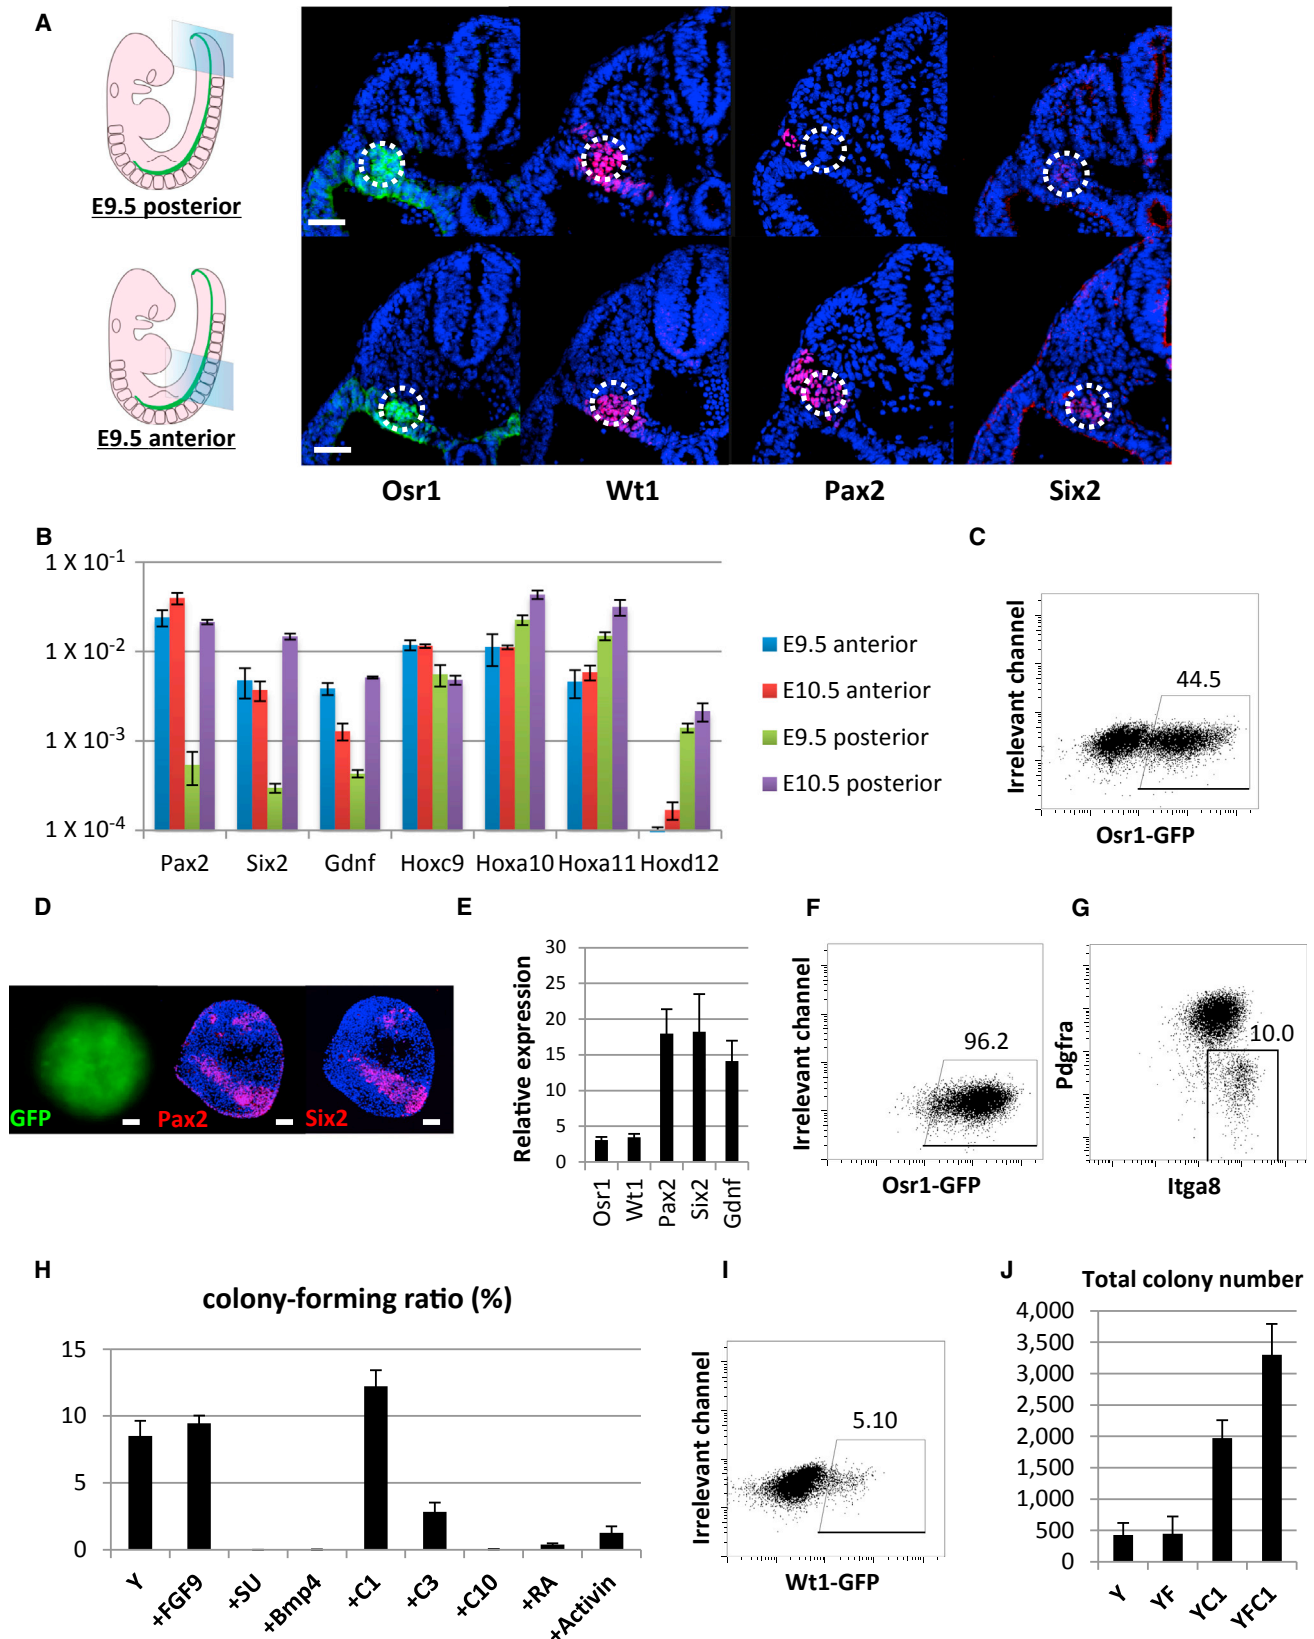 A
E9.5 posterior
E9.5 anterior
Osr1
Wt1
Pax2
Six2
B
1 X 10-1
1 X 10-2
1 X 10-3
1 X 10-4
Pax2
Six2
Gdnf
Hoxc9
Hoxa10
Hoxa11
Hoxd12
E9.5 anterior
E10.5 anterior
E9.5 posterior
E10.5 posterior
C
Irrelevant channel
44.5
Osr1-GFP
D
GFP
Pax2
Six2
E
Relative expression
30
25
20
15
10
5
0
Osr1
Wt1
Pax2
Six2
Gdnf
F
Irrelevant channel
96.2
Osr1-GFP
G
Pdgfra
10.0
Itga8
H
colony-forming ratio (%)
15
10
5
0
Y
+FGF9
+SU
+Bmp4
+C1
+C3
+C10
+RA
+Activin
I
Irrelevant channel
5.10
Wt1-GFP
J
Total colony number
4,000
3,500
3,000
2,500
2,000
1,500
1,000
500
0
Y
YF
YC1
YFC1